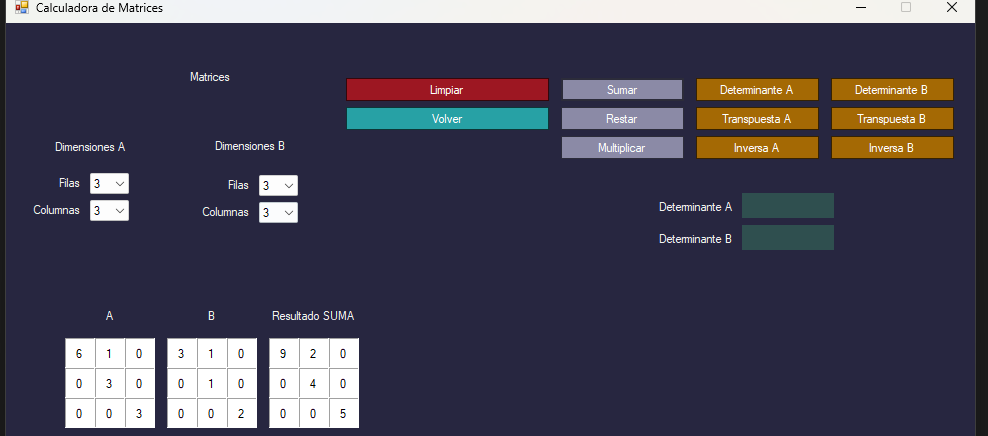 Calculadora de Matrices
Matrices
Limpiar Sumar Determinante A Determinante B
Volver Restar Transpuesta A Transpuesta B
Multiplicar Inversa A Inversa B
Dimensiones A Dimensiones B
Filas 3 Filas 3
Columnas 3 Columnas 3
Determinante A
Determinante B
A B Resultado SUMA
6 1 0 3 1 0 9 2 0
0 3 0 0 1 0 0 4 0
0 0 3 0 0 2 0 0 5